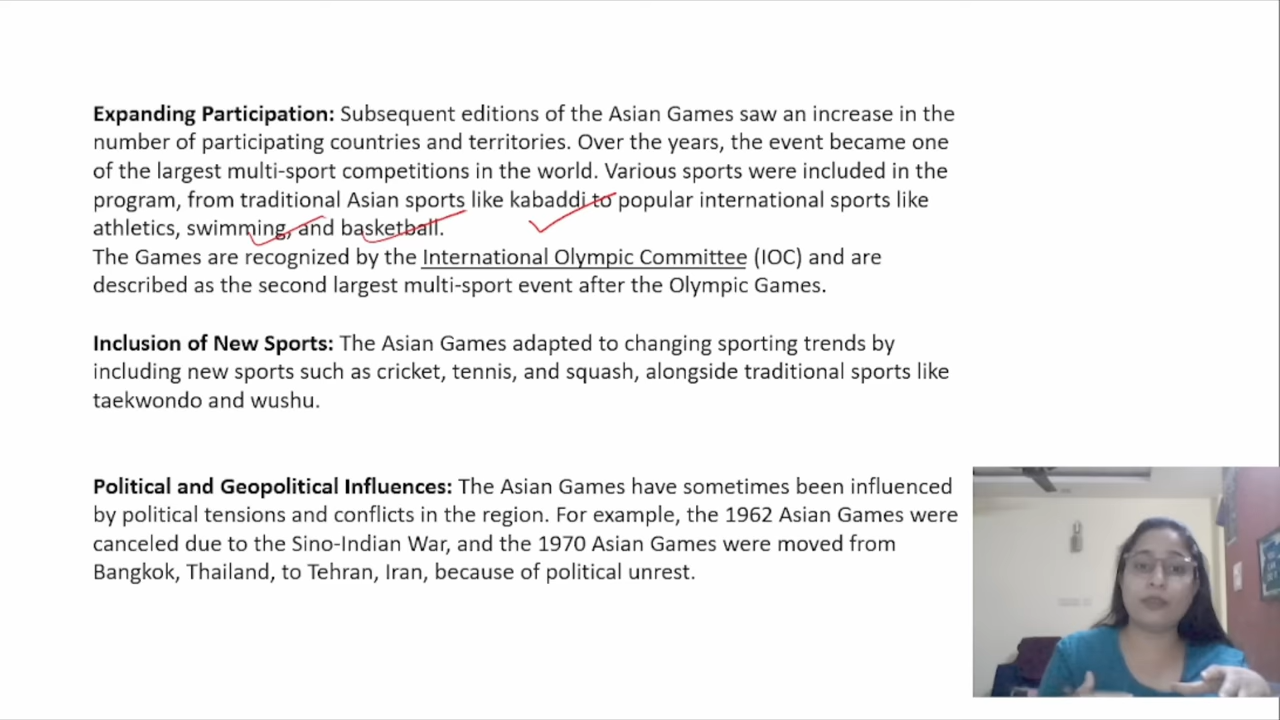 Expanding Participation: Subsequent editions of the Asian Games saw an increase in the
number of participating countries and territories. Over the years, the event became one
of the largest multi-sport competitions in the world. Various sports were included in the
program, from traditional Asian sports like kabaddi to popular international sports like
athletics, swimming, and basketball.
The Games are recognized by the International Olympic Committee (IOC) and are
described as the second largest multi-sport event after the Olympic Games.
Inclusion of New Sports: The Asian Games adapted to changing sporting trends by
including new sports such as cricket, tennis, and squash, alongside traditional sports like
taekwondo and wushu.
Political and Geopolitical Influences: The Asian Games have sometimes been influenced
by political tensions and conflicts in the region. For example, the 1962 Asian Games were
canceled due to the Sino-Indian War, and the 1970 Asian Games were moved from
Bangkok, Thailand, to Tehran, Iran, because of political unrest.